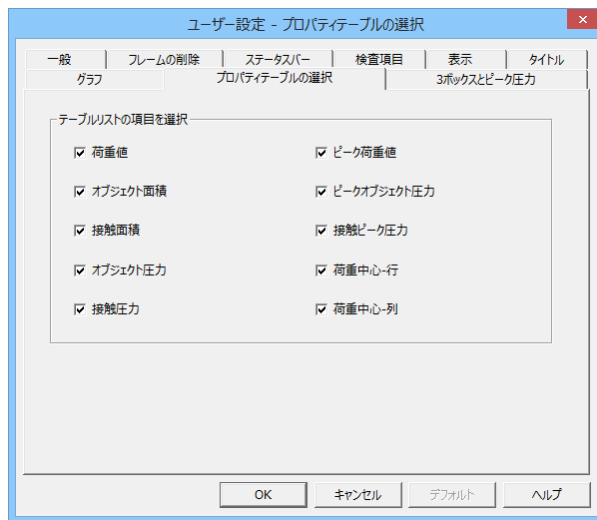 ユーザー設定 - プロパティテーブルの選択
一般 フレームの削除 ステータスバー 検査項目 表示 タイトル
グラフ プロパティテーブルの選択 3ボックスとピーク圧力
テーブルリストの項目を選択
荷重値 ピーク荷重値
オブジェクト面積 ピークオブジェクト圧力
接触面積 接触ピーク圧力
オブジェクト圧力 荷重中心-行
接触圧力 荷重中心-列
OK キャンセル デフォルト ヘルプ